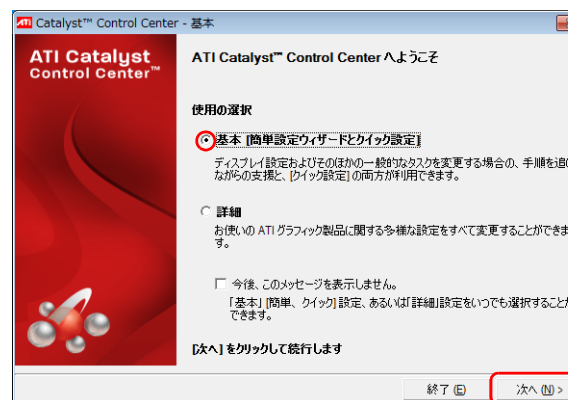 Catalyst™ Control Center - 基本
ATI Catalyst
Control Center™
ATI Catalyst™ Control Center へようこそ
使用の選択
基本 [簡単設定ウィザードとクイック設定]
ディスプレイ設定およびそのほかの一般的なタスクを変更する場合の、手順を追い
ながらの支援と、[クイック設定] の両方が利用できます。
詳細
お使いの ATI グラフィック製品に関する多様な設定をすべて変更することができま
す。
今後、このメッセージを表示しません。
「基本」 [簡単、クイック] 設定、あるいは「詳細」設定をいつでも選択することが
できます。
[次へ] をクリックして続行します
終了 (E)
次へ (N) >